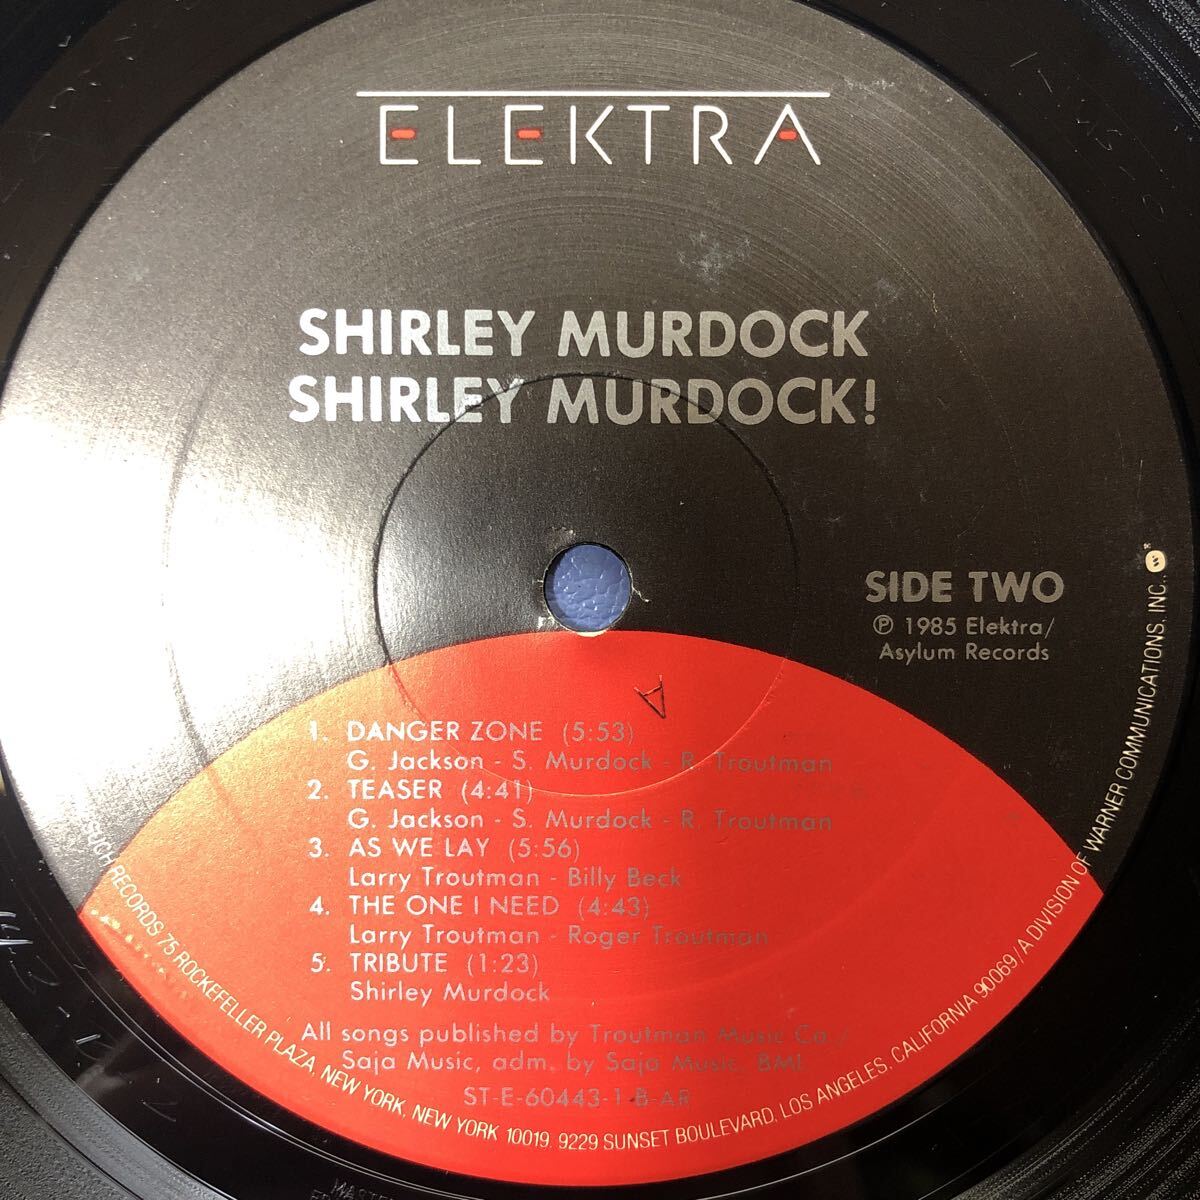 ELEKTRA
SHIRLEY MURDOCK
SHIRLEY MURDOCK!
SIDE TWO
℗ 1985 Elektra/
Asylum Records
A
1. DANGER ZONE (5:53)
G. Jackson - S. Murdock - R. Troutman
2. TEASER (4:41)
G. Jackson - S. Murdock - R. Troutman
3. AS WE LAY (5:56)
Larry Troutman - Billy Beck
4. THE ONE I NEED (4:43)
Larry Troutman - Roger Troutman
5. TRIBUTE (1:23)
Shirley Murdock
All songs published by Troutman Music Co./
Saja Music, adm. by Saja Music, BMI.
ST-E-60443-1-B-AR
RECORDS 75 ROCKEFELLER PLAZA, NEW YORK, NEW YORK 10019. 9229 SUNSET BOULEVARD, LOS ANGELES, CALIFORNIA 90069/A DIVISION OF WARNER COMMUNICATIONS, INC.,